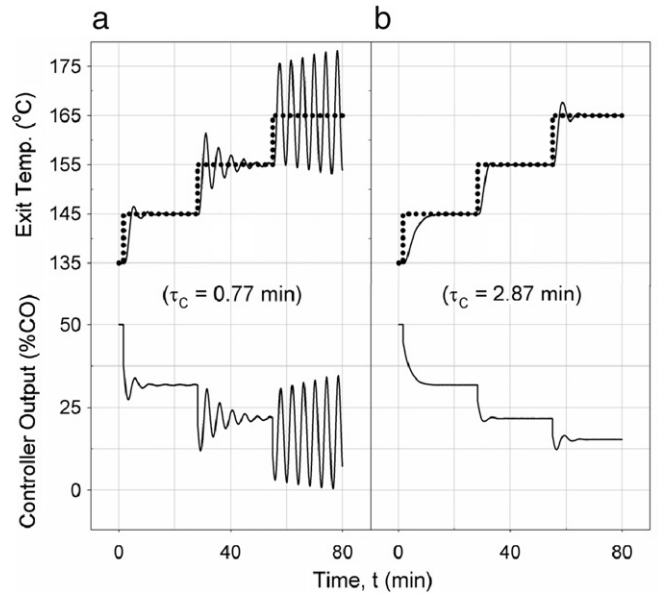 a
b
Exit Temp. (°C)
175
165
155
145
135
(τC = 0.77 min)
(τC = 2.87 min)
Controller Output (%CO)
50
25
0
0 40 80
0 40 80
Time, t (min)